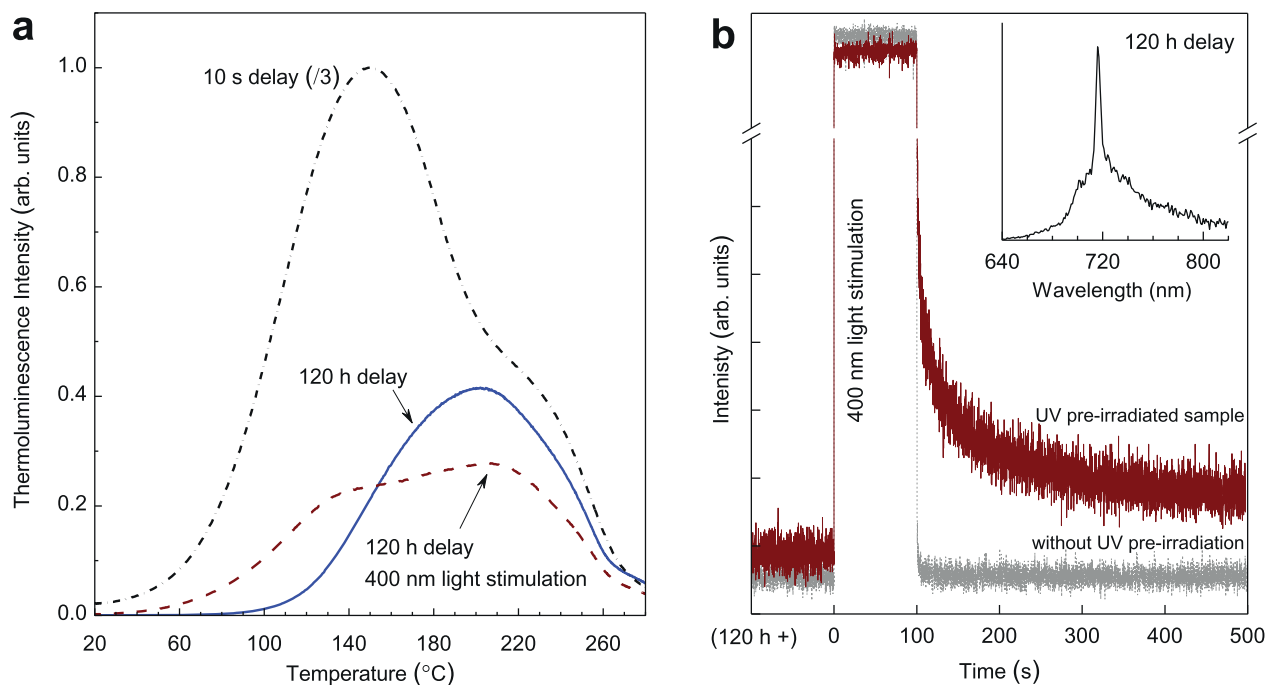 a
Thermoluminescence Intensity (arb. units)
1.0
0.8
0.6
0.4
0.2
0.0
10 s delay (/3)
120 h delay
120 h delay
400 nm light stimulation
20
60
100
140
180
220
260
Temperature (°C)
b
Intenisty (arb. units)
400 nm light stimulation
120 h delay
640
720
800
Wavelength (nm)
UV pre-irradiated sample
without UV pre-irradiation
(120 h +)
0
100
200
300
400
500
Time (s)